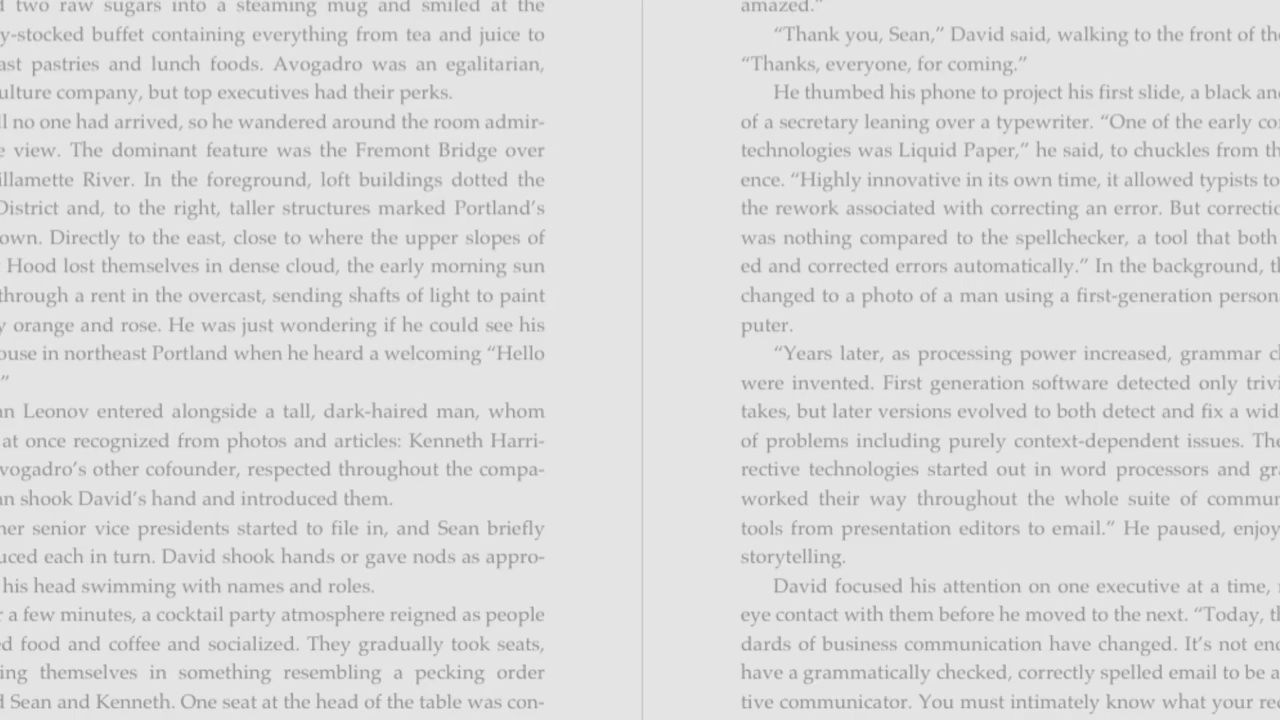 two raw sugars into a steaming mug and smiled at the
y-stocked buffet containing everything from tea and juice to
ast pastries and lunch foods. Avogadro was an egalitarian,
ulture company, but top executives had their perks.
ll no one had arrived, so he wandered around the room admir-
e view. The dominant feature was the Fremont Bridge over
illamette River. In the foreground, loft buildings dotted the
District and, to the right, taller structures marked Portland’s
own. Directly to the east, close to where the upper slopes of
Hood lost themselves in dense cloud, the early morning sun
through a rent in the overcast, sending shafts of light to paint
y orange and rose. He was just wondering if he could see his
ouse in northeast Portland when he heard a welcoming “Hello
”
an Leonov entered alongside a tall, dark-haired man, whom
at once recognized from photos and articles: Kenneth Harri-
vogadro’s other cofounder, respected throughout the compa-
an shook David’s hand and introduced them.
her senior vice presidents started to file in, and Sean briefly
uced each in turn. David shook hands or gave nods as appro-
his head swimming with names and roles.
r a few minutes, a cocktail party atmosphere reigned as people
ed food and coffee and socialized. They gradually took seats,
ing themselves in something resembling a pecking order
d Sean and Kenneth. One seat at the head of the table was con-
amazed.”
“Thank you, Sean,” David said, walking to the front of the
“Thanks, everyone, for coming.”
He thumbed his phone to project his first slide, a black an
of a secretary leaning over a typewriter. “One of the early co
technologies was Liquid Paper,” he said, to chuckles from th
ence. “Highly innovative in its own time, it allowed typists to
the rework associated with correcting an error. But correctio
was nothing compared to the spellchecker, a tool that both
ed and corrected errors automatically.” In the background, th
changed to a photo of a man using a first-generation person
puter.
“Years later, as processing power increased, grammar c
were invented. First generation software detected only trivi
takes, but later versions evolved to both detect and fix a wid
of problems including purely context-dependent issues. The
rective technologies started out in word processors and gra
worked their way throughout the whole suite of commun
tools from presentation editors to email.” He paused, enjoy
storytelling.
David focused his attention on one executive at a time,
eye contact with them before he moved to the next. “Today, th
dards of business communication have changed. It’s not eno
have a grammatically checked, correctly spelled email to be a
tive communicator. You must intimately know what your rec